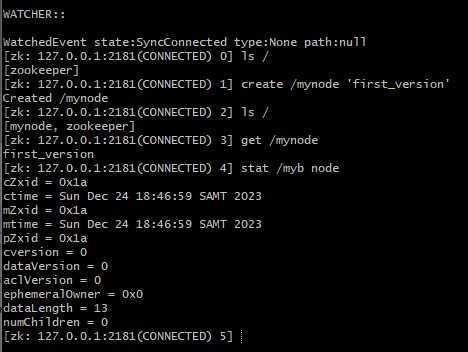 WATCHER::
WatchedEvent state:SyncConnected type:None path:null
[zk: 127.0.0.1:2181(CONNECTED) 0] ls /
[zookeeper]
[zk: 127.0.0.1:2181(CONNECTED) 1] create /mynode 'first_version'
Created /mynode
[zk: 127.0.0.1:2181(CONNECTED) 2] ls /
[mynode, zookeeper]
[zk: 127.0.0.1:2181(CONNECTED) 3] get /mynode
first_version
[zk: 127.0.0.1:2181(CONNECTED) 4] stat /myb node
cZxid = 0x1a
ctime = Sun Dec 24 18:46:59 SAMT 2023
mZxid = 0x1a
mtime = Sun Dec 24 18:46:59 SAMT 2023
pZxid = 0x1a
cversion = 0
dataVersion = 0
aclVersion = 0
ephemeralOwner = 0x0
dataLength = 13
numChildren = 0
[zk: 127.0.0.1:2181(CONNECTED) 5]